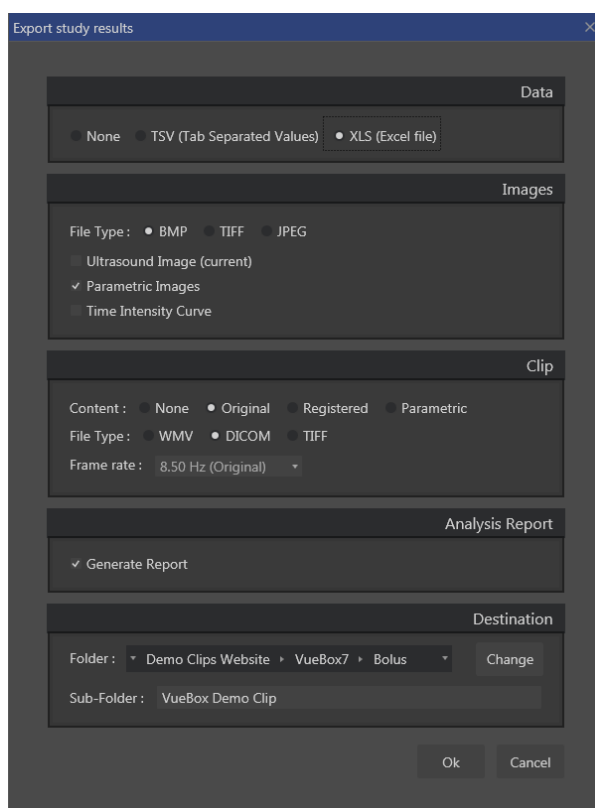 Export study results
Data
None TSV (Tab Separated Values) XLS (Excel file)
Images
File Type : BMP TIFF JPEG
Ultrasound Image (current)
Parametric Images
Time Intensity Curve
Clip
Content : None Original Registered Parametric
File Type : WMV DICOM TIFF
Frame rate : 8.50 Hz (Original)
Analysis Report
Generate Report
Destination
Folder : Demo Clips Website VueBox7 Bolus Change
Sub-Folder : VueBox Demo Clip
Ok Cancel